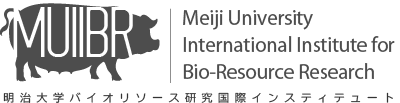 MUIIBR
Meiji University
International Institute for
Bio-Resource Research
明治大学バイオリソース研究国際インスティテュート